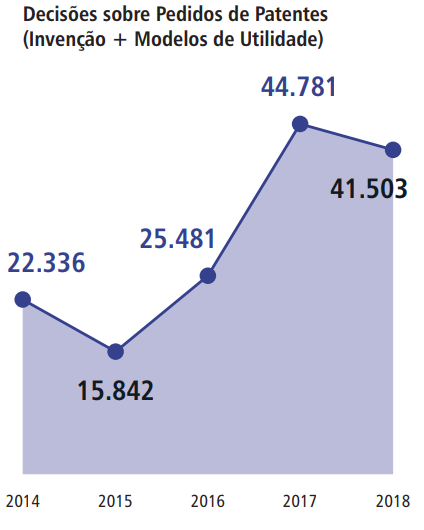 Decisões sobre Pedidos de Patentes
(Invenção + Modelos de Utilidade)
44.781
41.503
25.481
22.336
15.842
2014 2015 2016 2017 2018